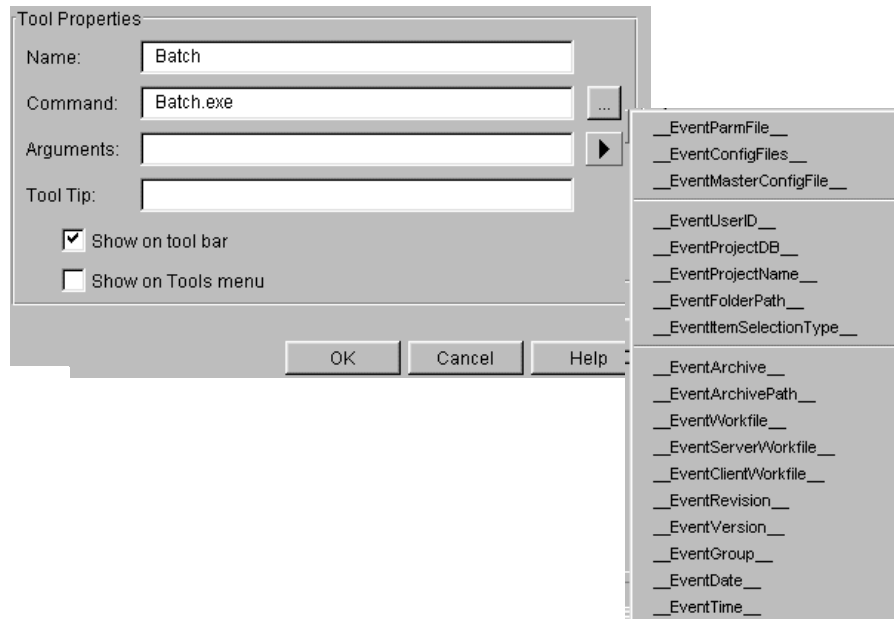 Tool Properties
Name: Batch
Command: Batch.exe ...
Arguments:
Tool Tip:
Show on tool bar
Show on Tools menu
OK Cancel Help
__EventParmFile__
__EventConfigFiles__
__EventMasterConfigFile__
__EventUserID__
__EventProjectDB__
__EventProjectName__
__EventFolderPath__
__EventItemSelectionType__
__EventArchive__
__EventArchivePath__
__EventWorkfile__
__EventServerWorkfile__
__EventClientWorkfile__
__EventRevision__
__EventVersion__
__EventGroup__
__EventDate__
__EventTime__